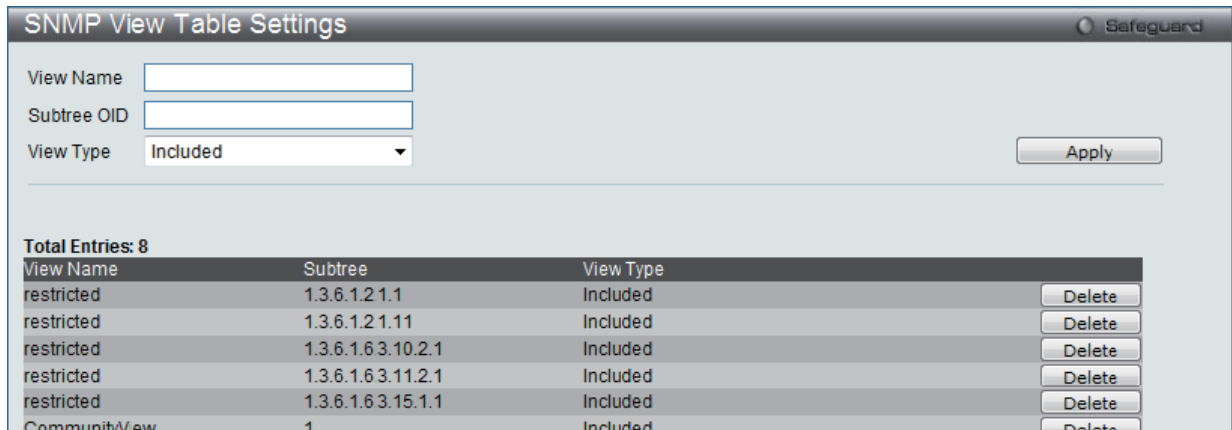 SNMP View Table Settings
Safeguard
View Name
Subtree OID
View Type Included
Apply
Total Entries: 8
View Name Subtree View Type
restricted 1.3.6.1.2.1.1 Included Delete
restricted 1.3.6.1.2.1.11 Included Delete
restricted 1.3.6.1.6.3.10.2.1 Included Delete
restricted 1.3.6.1.6.3.11.2.1 Included Delete
restricted 1.3.6.1.6.3.15.1.1 Included Delete
CommunityView 1 Included Delete